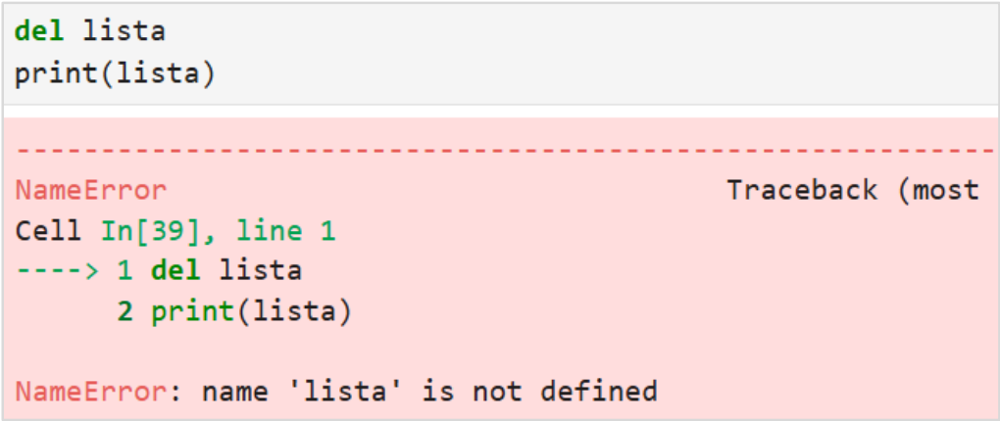 del lista
print(lista)
------------------------------------------------------------
NameError                                 Traceback (most
Cell In[39], line 1
----> 1 del lista
      2 print(lista)
NameError: name 'lista' is not defined